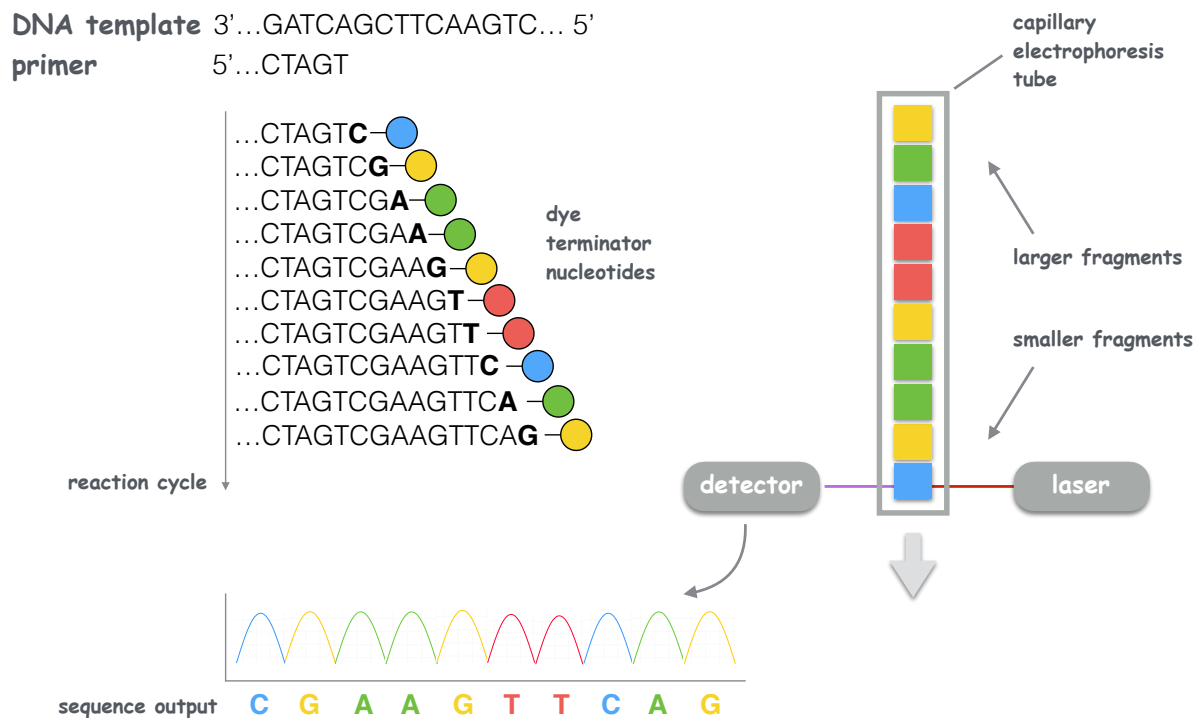 DNA template 3’…GATCAGCTTCAAGTC… 5’
primer 5’…CTAGT
capillary
electrophoresis
tube
…CTAGTC
…CTAGTCG
…CTAGTCGA
…CTAGTCGAA
…CTAGTCGAAG
…CTAGTCGAAGT
…CTAGTCGAAGTT
…CTAGTCGAAGTTC
…CTAGTCGAAGTTCA
…CTAGTCGAAGTTCAG
dye
terminator
nucleotides
larger fragments
smaller fragments
reaction cycle
detector
laser
sequence output C G A A G T T C A G